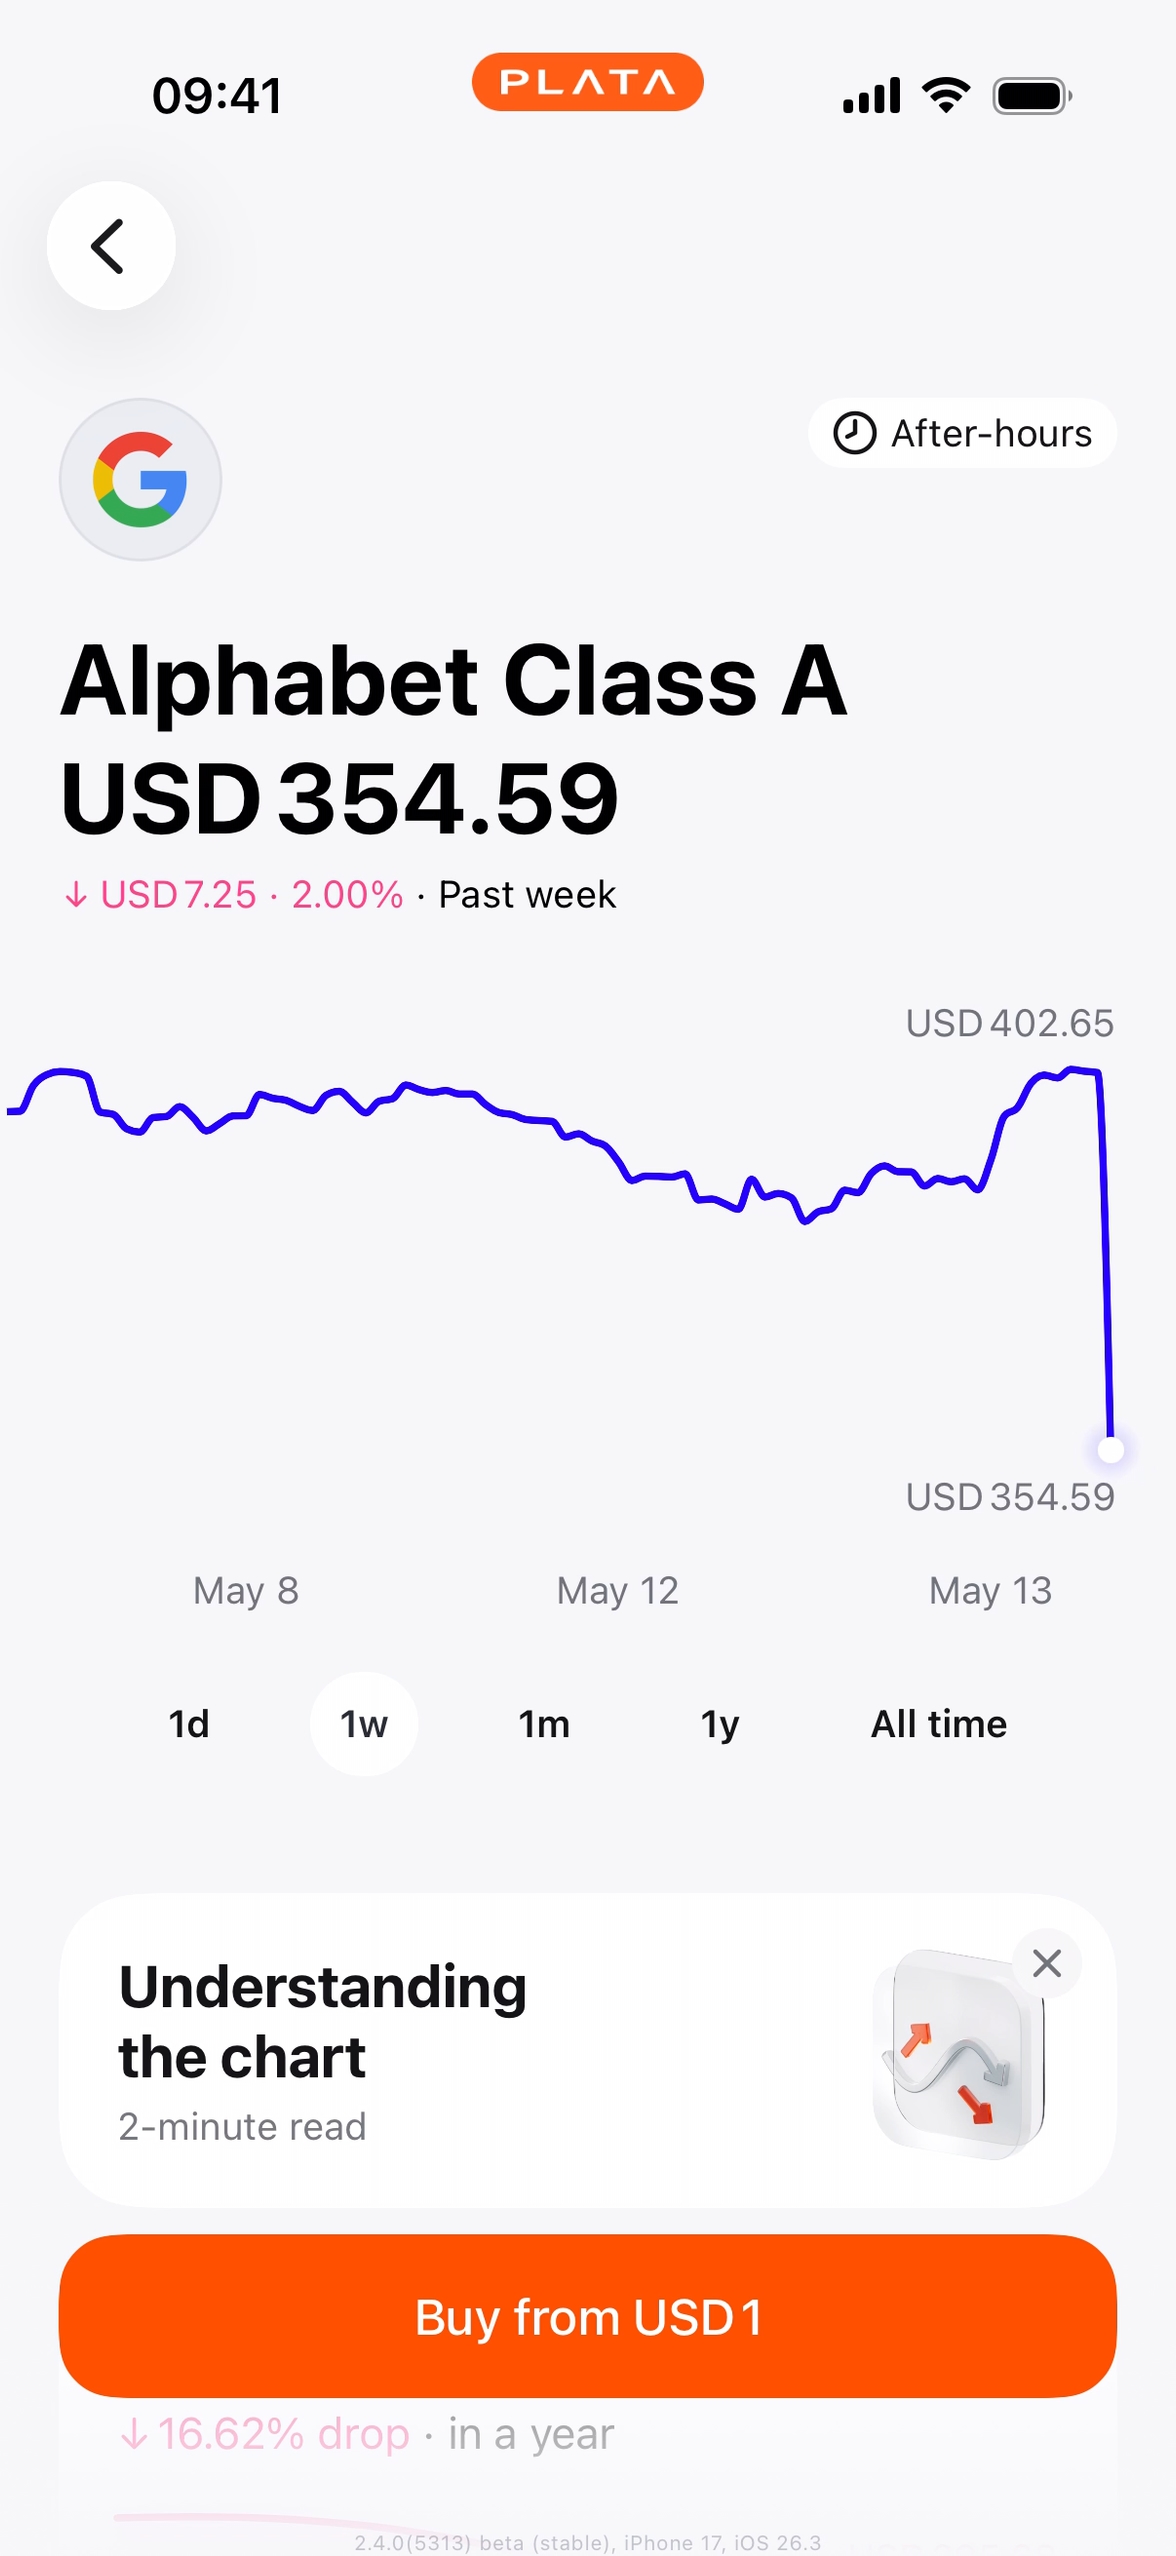 09:41
PLATA
After-hours
Alphabet Class A
USD 354.59
↓ USD 7.25 · 2.00% · Past week
USD 402.65
USD 354.59
May 8 May 12 May 13
1d 1w 1m 1y All time
Understanding
the chart
2-minute read
Buy from USD 1
↓ 16.62% drop · in a year
2.4.0(5313) beta (stable), iPhone 17, iOS 26.3